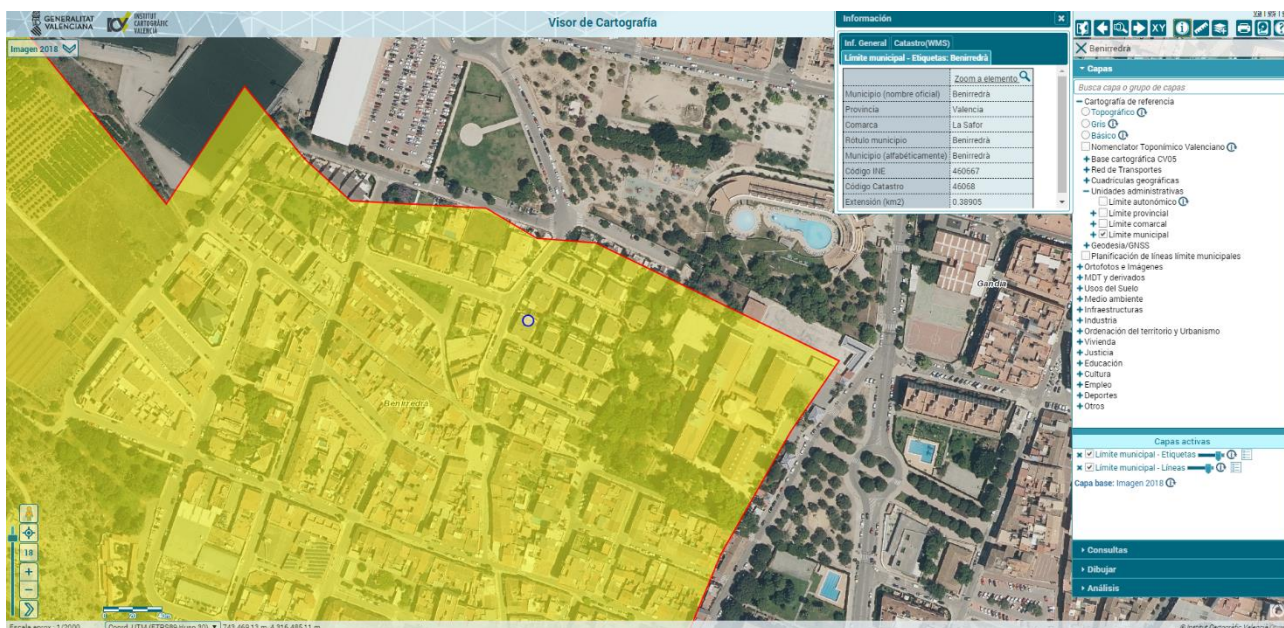 GENERALITAT
VALENCIANA
INSTITUT
CARTOGRÀFIC
VALENCIÀ
Visor de Cartografía
Imagen 2018
Información
Inf. General
Catastro(WMS)
Límite municipal - Etiquetas: Benirredrà
Zoom a elemento
Municipio (nombre oficial) Benirredrà
Provincia Valencia
Comarca La Safor
Rótulo municipio Benirredrà
Municipio (alfabéticamente) Benirredrà
Código INE 460667
Código Catastro 46068
Extensión (km2) 0.38905
XY
Benirredrà
Capas
Busca capa o grupo de capas
Cartografía de referencia
Topográfico
Gris
Básico
Nomenclator Toponímico Valenciano
Base cartográfica CV05
Red de Transportes
Cuadrículas geográficas
Unidades administrativas
Límite autonómico
Límite provincial
Límite comarcal
Límite municipal
Geodesia/GNSS
Planificación de líneas límite municipales
Ortofotos e Imágenes
MDT y derivados
Usos del Suelo
Medio ambiente
Infraestructuras
Industria
Ordenación del territorio y Urbanismo
Vivienda
Justicia
Educación
Cultura
Empleo
Deportes
Otros
Capas activas
Límite municipal - Etiquetas
Límite municipal - Líneas
Capa base: Imagen 2018
Consultas
Dibujar
Análisis
Gandia
Benirredrà
18